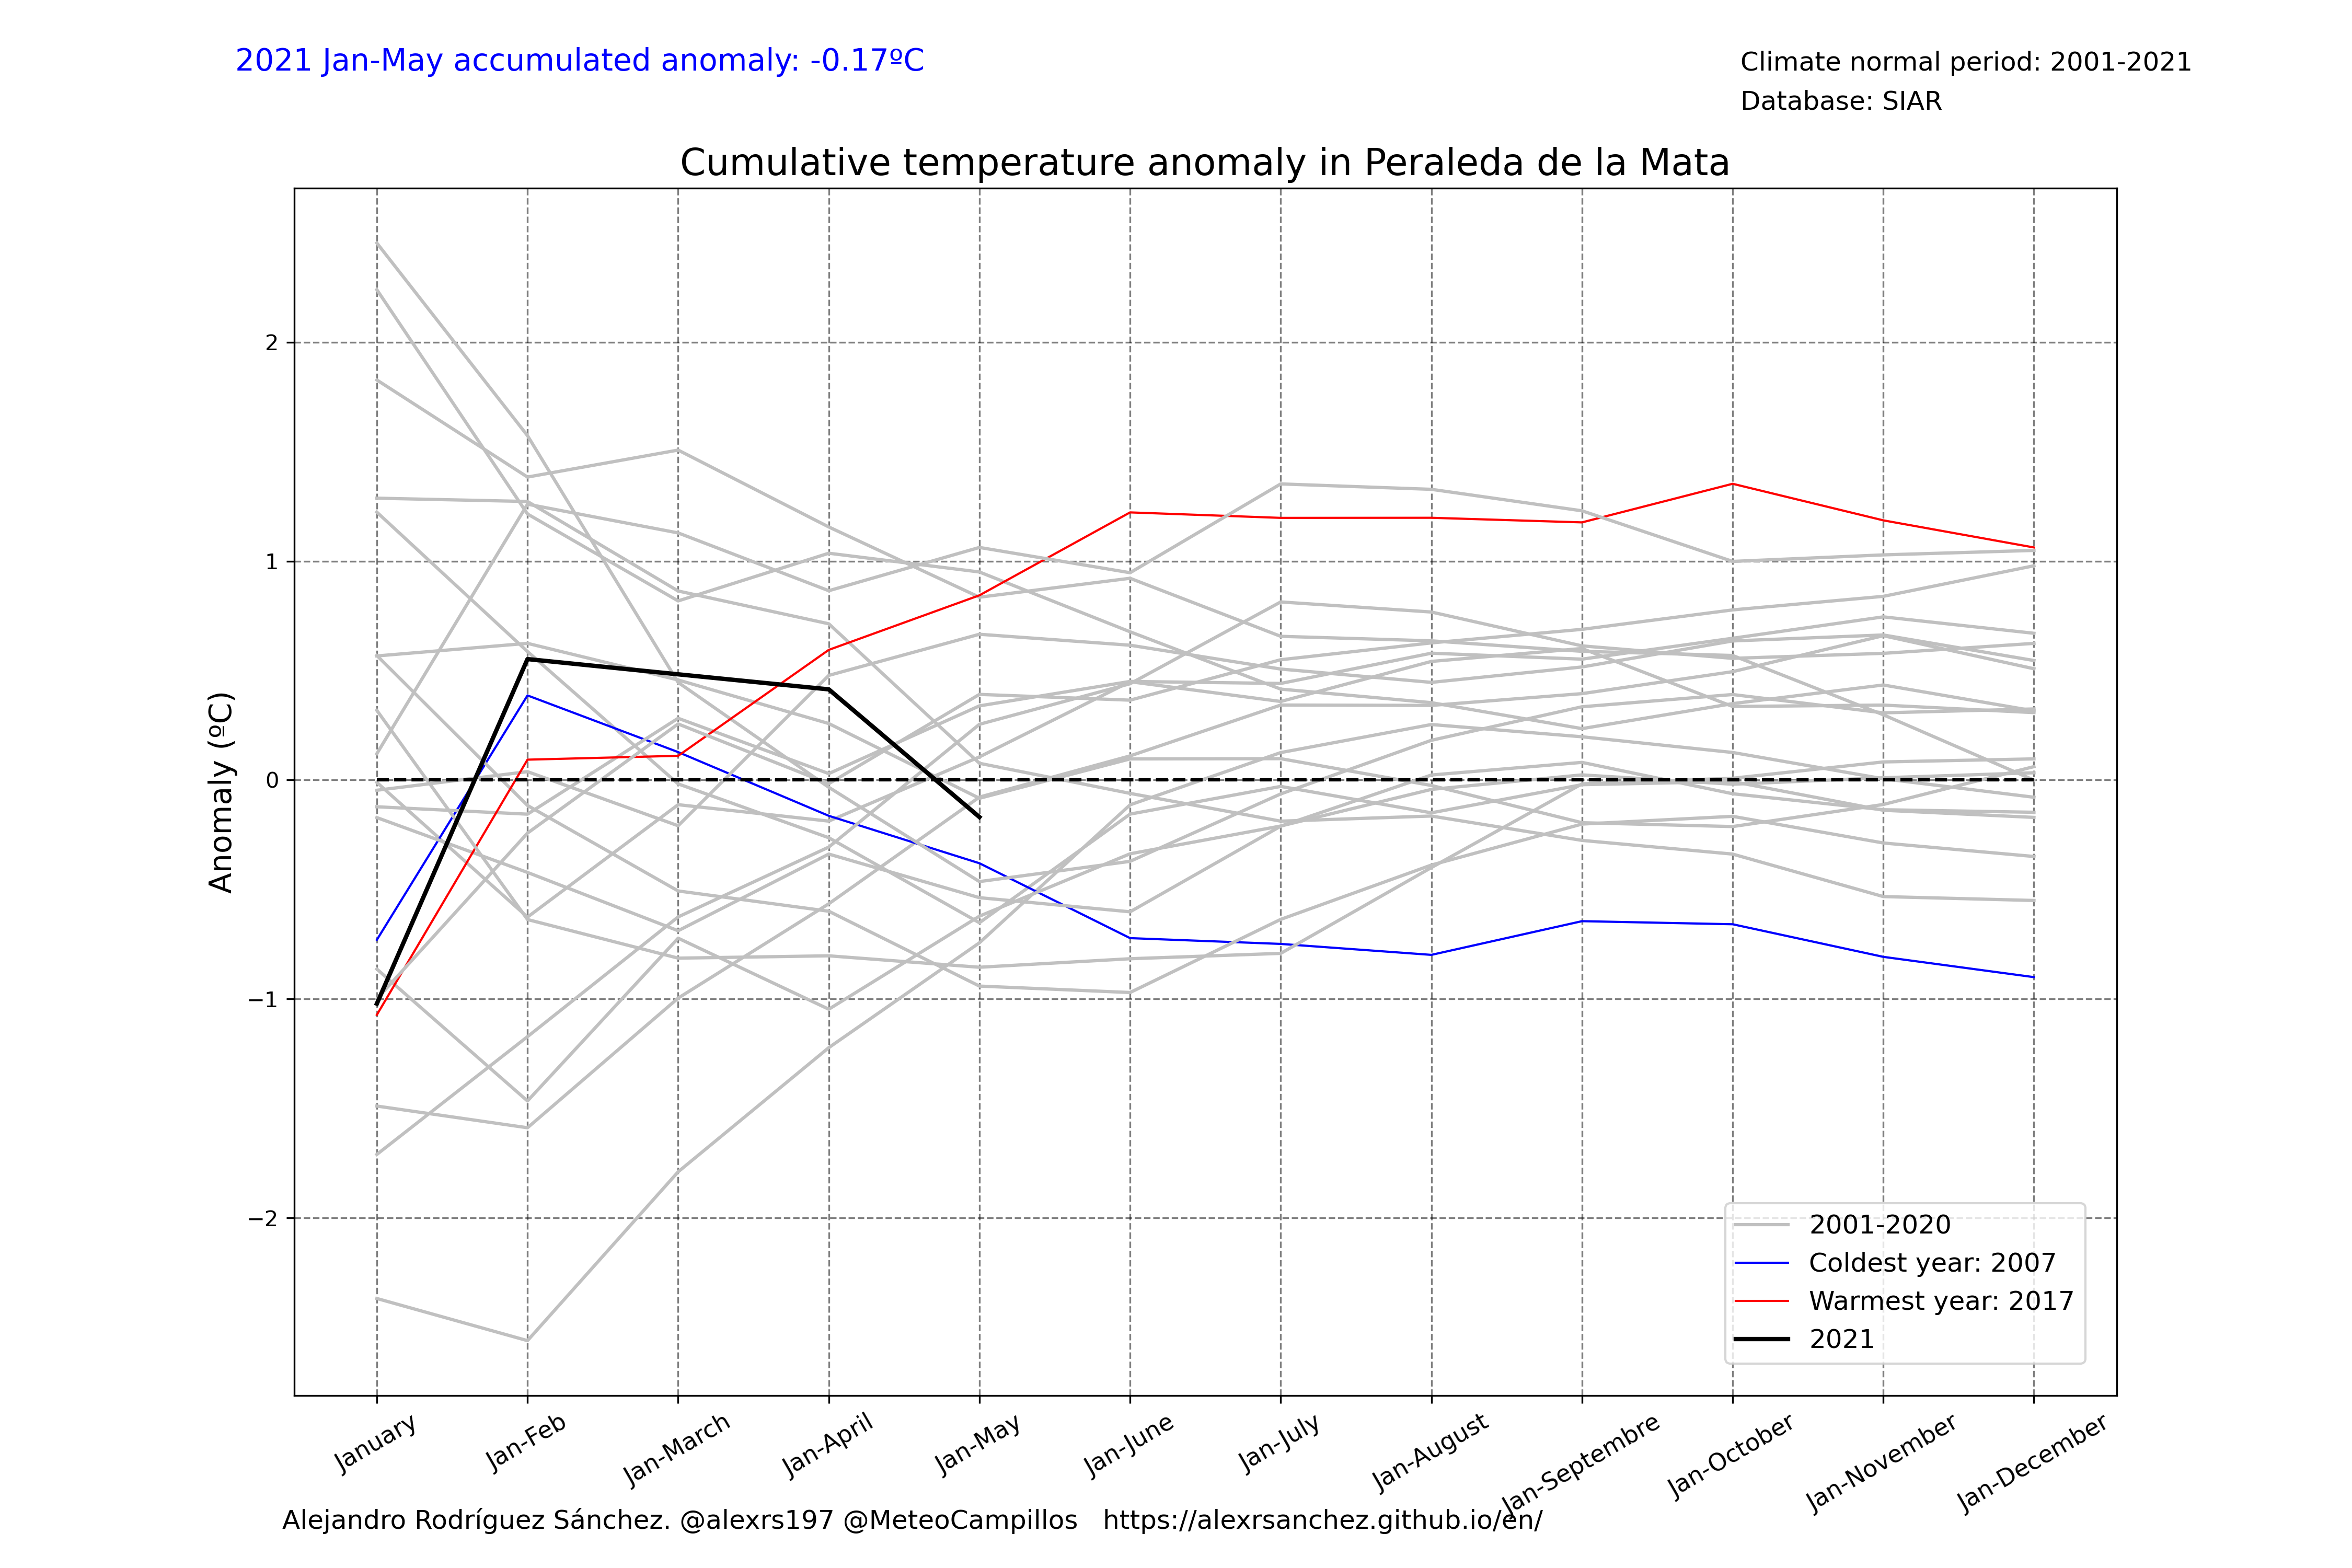 2021 Jan-May accumulated anomaly: -0.17ºC
Climate normal period: 2001-2021
Database: SIAR
Cumulative temperature anomaly in Peraleda de la Mata
Anomaly (ºC)
2
1
0
−1
−2
2001-2020
Coldest year: 2007
Warmest year: 2017
2021
January
Jan-Feb
Jan-March
Jan-April
Jan-May
Jan-June
Jan-July
Jan-August
Jan-Septembre
Jan-October
Jan-November
Jan-December
Alejandro Rodríguez Sánchez. @alexrs197 @MeteoCampillos   https://alexrsanchez.github.io/en/